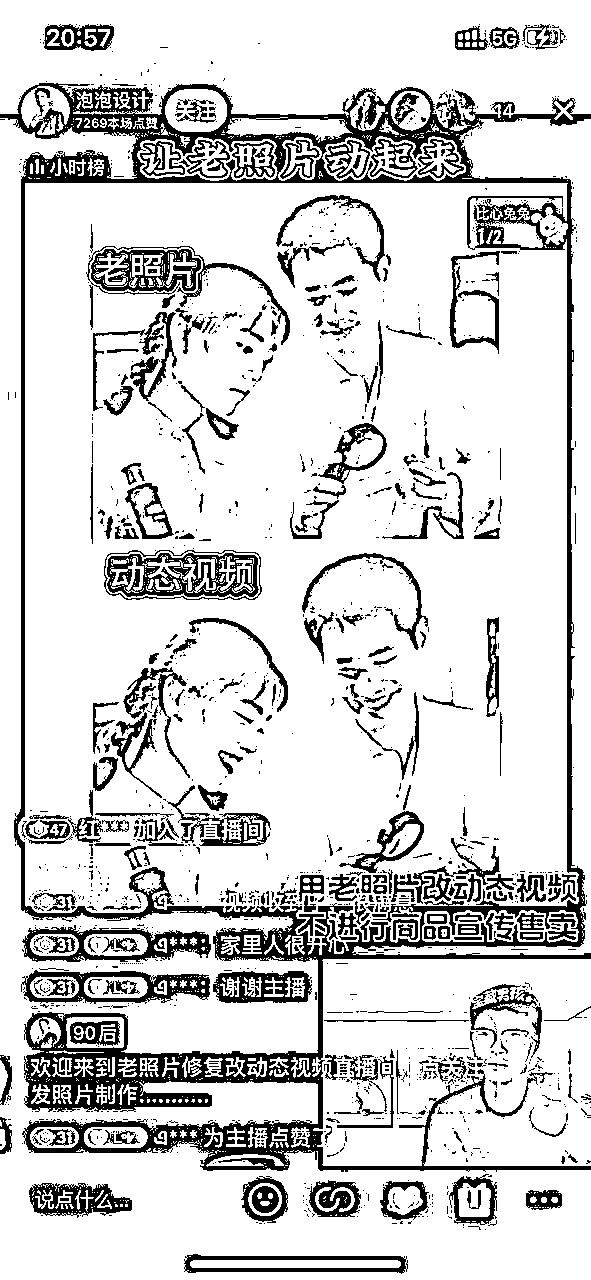 20:57
5G
泡泡设计
7269本场点赞
关注
14
小时榜
让老照片动起来
比心兔兔
1/2
老照片
动态视频
47 红*** 加入了直播间
用老照片改动态视频
不进行商品宣传售卖
31 视频收到
31 家里人很开心
31 谢谢主播
90后
欢迎来到老照片修复改动态视频直播间 点关注
发照片制作
31 为主播点赞了
说点什么...